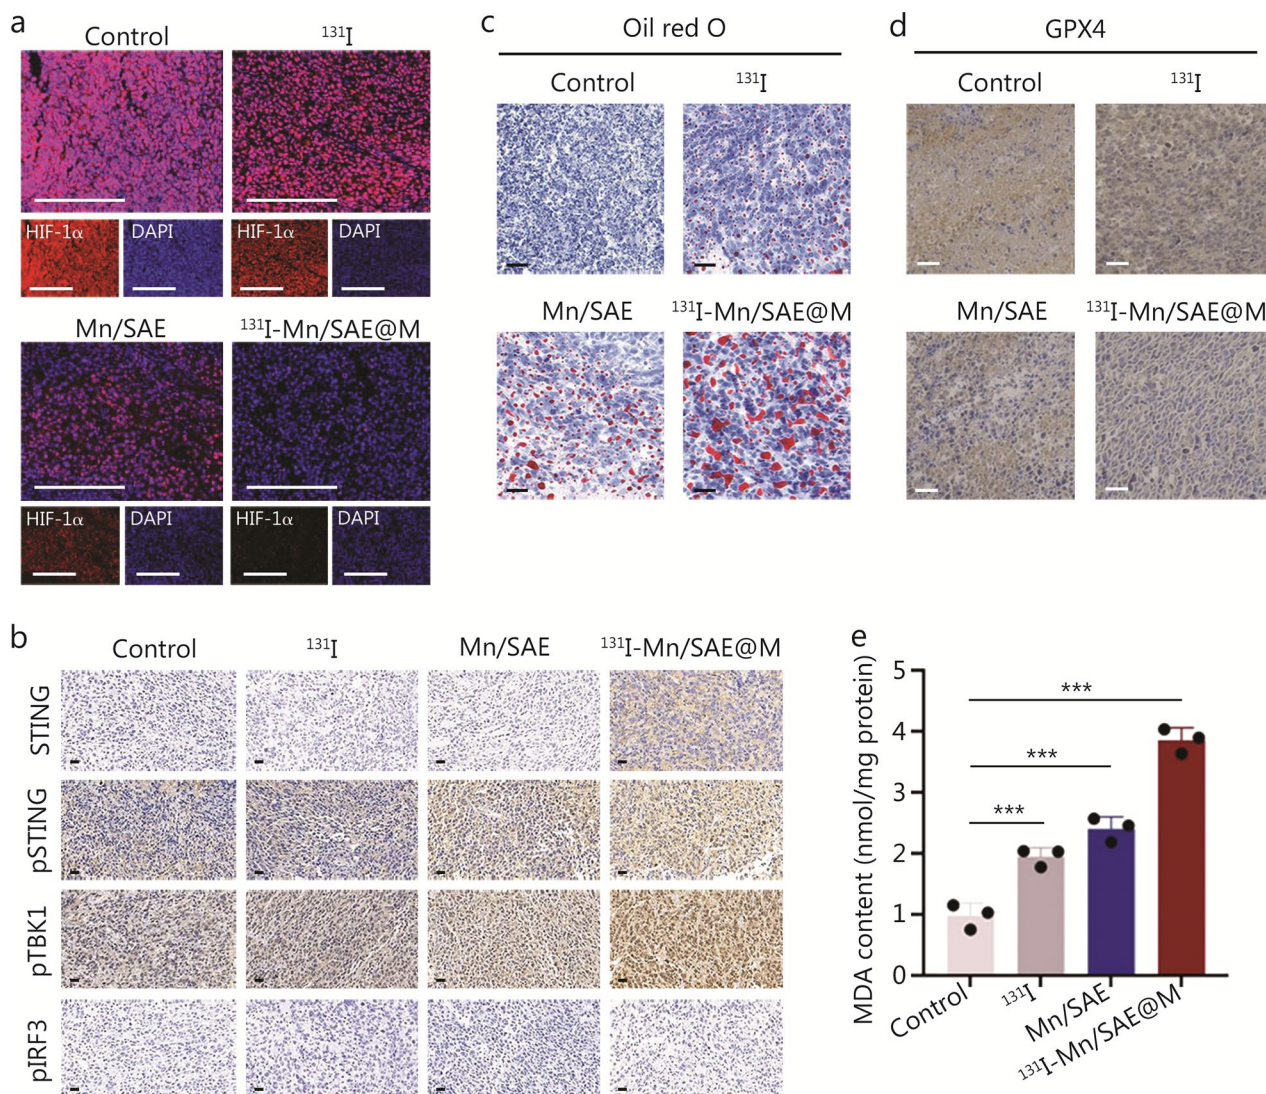 a
Control
¹³¹I
HIF-1α
DAPI
HIF-1α
DAPI
Mn/SAE
¹³¹I-Mn/SAE@M
HIF-1α
DAPI
HIF-1α
DAPI
b
Control
¹³¹I
Mn/SAE
¹³¹I-Mn/SAE@M
STING
pSTING
pTBK1
pIRF3
c
Oil red O
Control
¹³¹I
Mn/SAE
¹³¹I-Mn/SAE@M
d
GPX4
Control
¹³¹I
Mn/SAE
¹³¹I-Mn/SAE@M
e
MDA content (nmol/mg protein)
5
4
3
2
1
0
***
***
***
Control
¹³¹I
Mn/SAE
¹³¹I-Mn/SAE@M